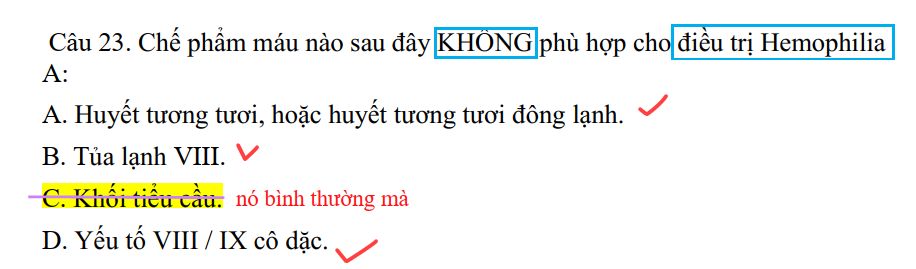 Câu 23. Chế phẩm máu nào sau đây KHÔNG phù hợp cho điều trị Hemophilia
A:
A. Huyết tương tươi, hoặc huyết tương tươi đông lạnh.
B. Tủa lạnh VIII.
C. Khối tiểu cầu. nó bình thường mà
D. Yếu tố VIII / IX cô dặc.